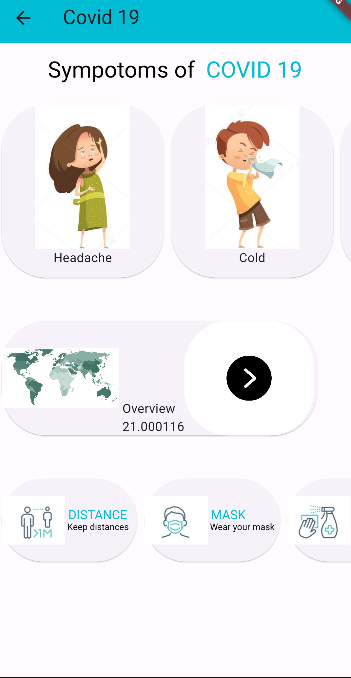 Covid 19
Sympotoms of COVID 19
Headache
Cold
Overview
21.000116
DISTANCE
Keep distances
MASK
Wear your mask
>1M